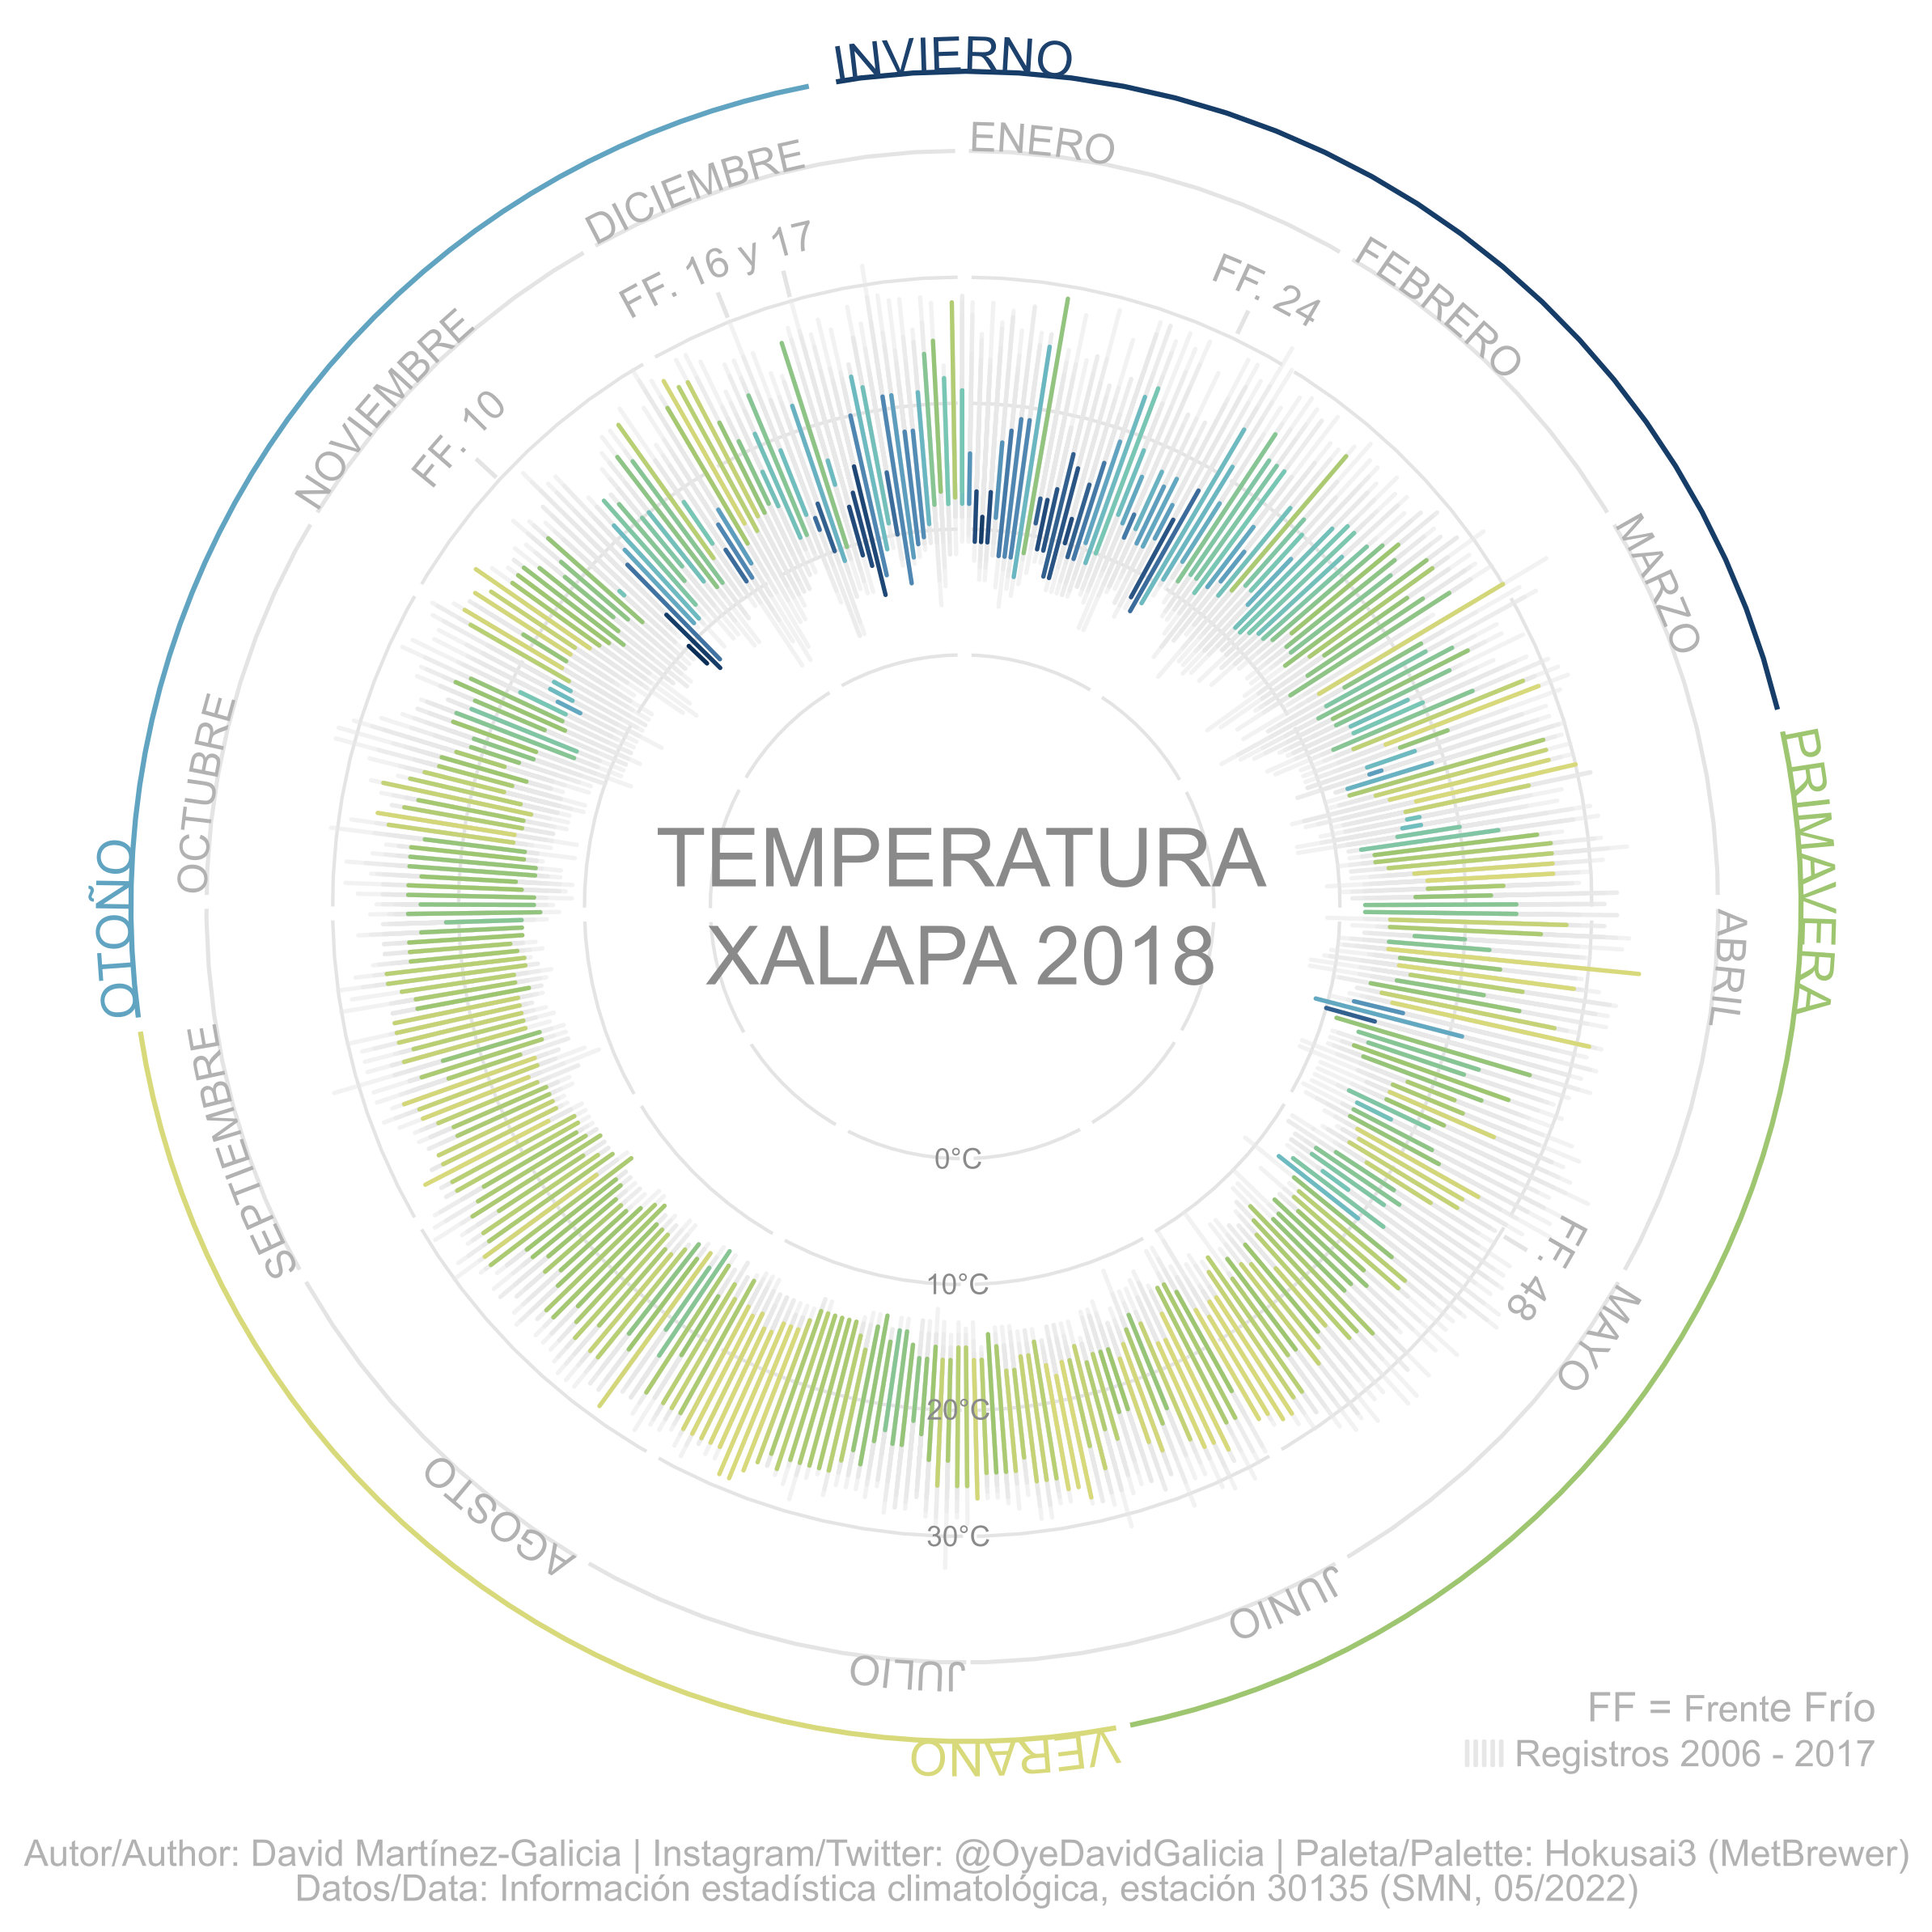 INVIERNO
ENERO
DICIEMBRE
FF. 16 y 17
FF. 24
FEBRERO
NOVIEMBRE
FF. 10
MARZO
OCTUBRE
PRIMAVERA
TEMPERATURA
XALAPA 2018
OTOÑO
ABRIL
SEPTIEMBRE
0°C
FF. 48
10°C
MAYO
20°C
AGOSTO
30°C
JUNIO
JULIO
VERANO
FF = Frente Frío
Registros 2006 - 2017
Autor/Author: David Martínez-Galicia | Instagram/Twitter: @OyeDavidGalicia | Paleta/Palette: Hokusai3 (MetBrewer)
Datos/Data: Información estadística climatológica, estación 30135 (SMN, 05/2022)